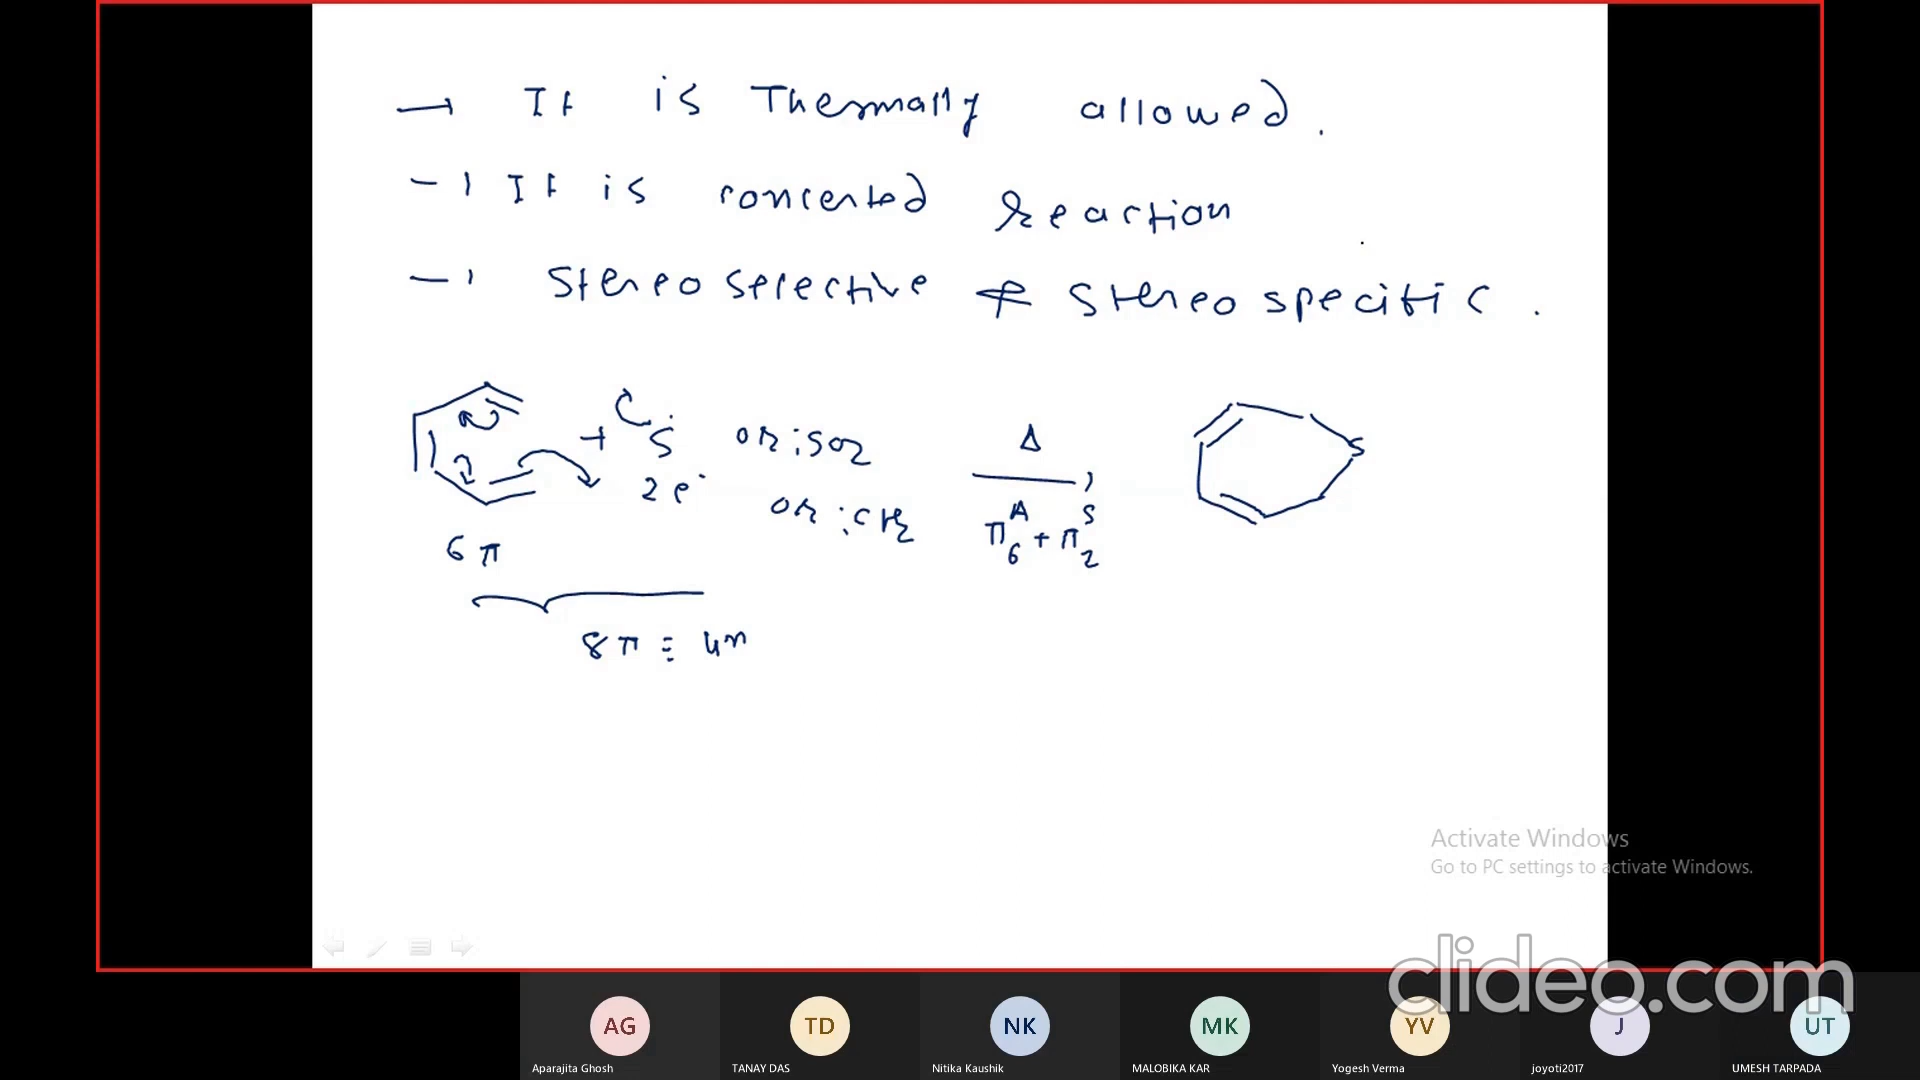 → It is Thermally allowed.
→ It is concerted Reaction
→ Stereo selective & Stereo specific.
+ S or :SO2 Δ S
2e- or :CH2 π6A + π2S
6π
8π ≡ 4n
Activate Windows
Go to PC settings to activate Windows.
clideo.com
AG TD NK MK YV J UT
Aparajita Ghosh TANAY DAS Nitika Kaushik MALOBIKA KAR Yogesh Verma joyoti2017 UMESH TARPADA